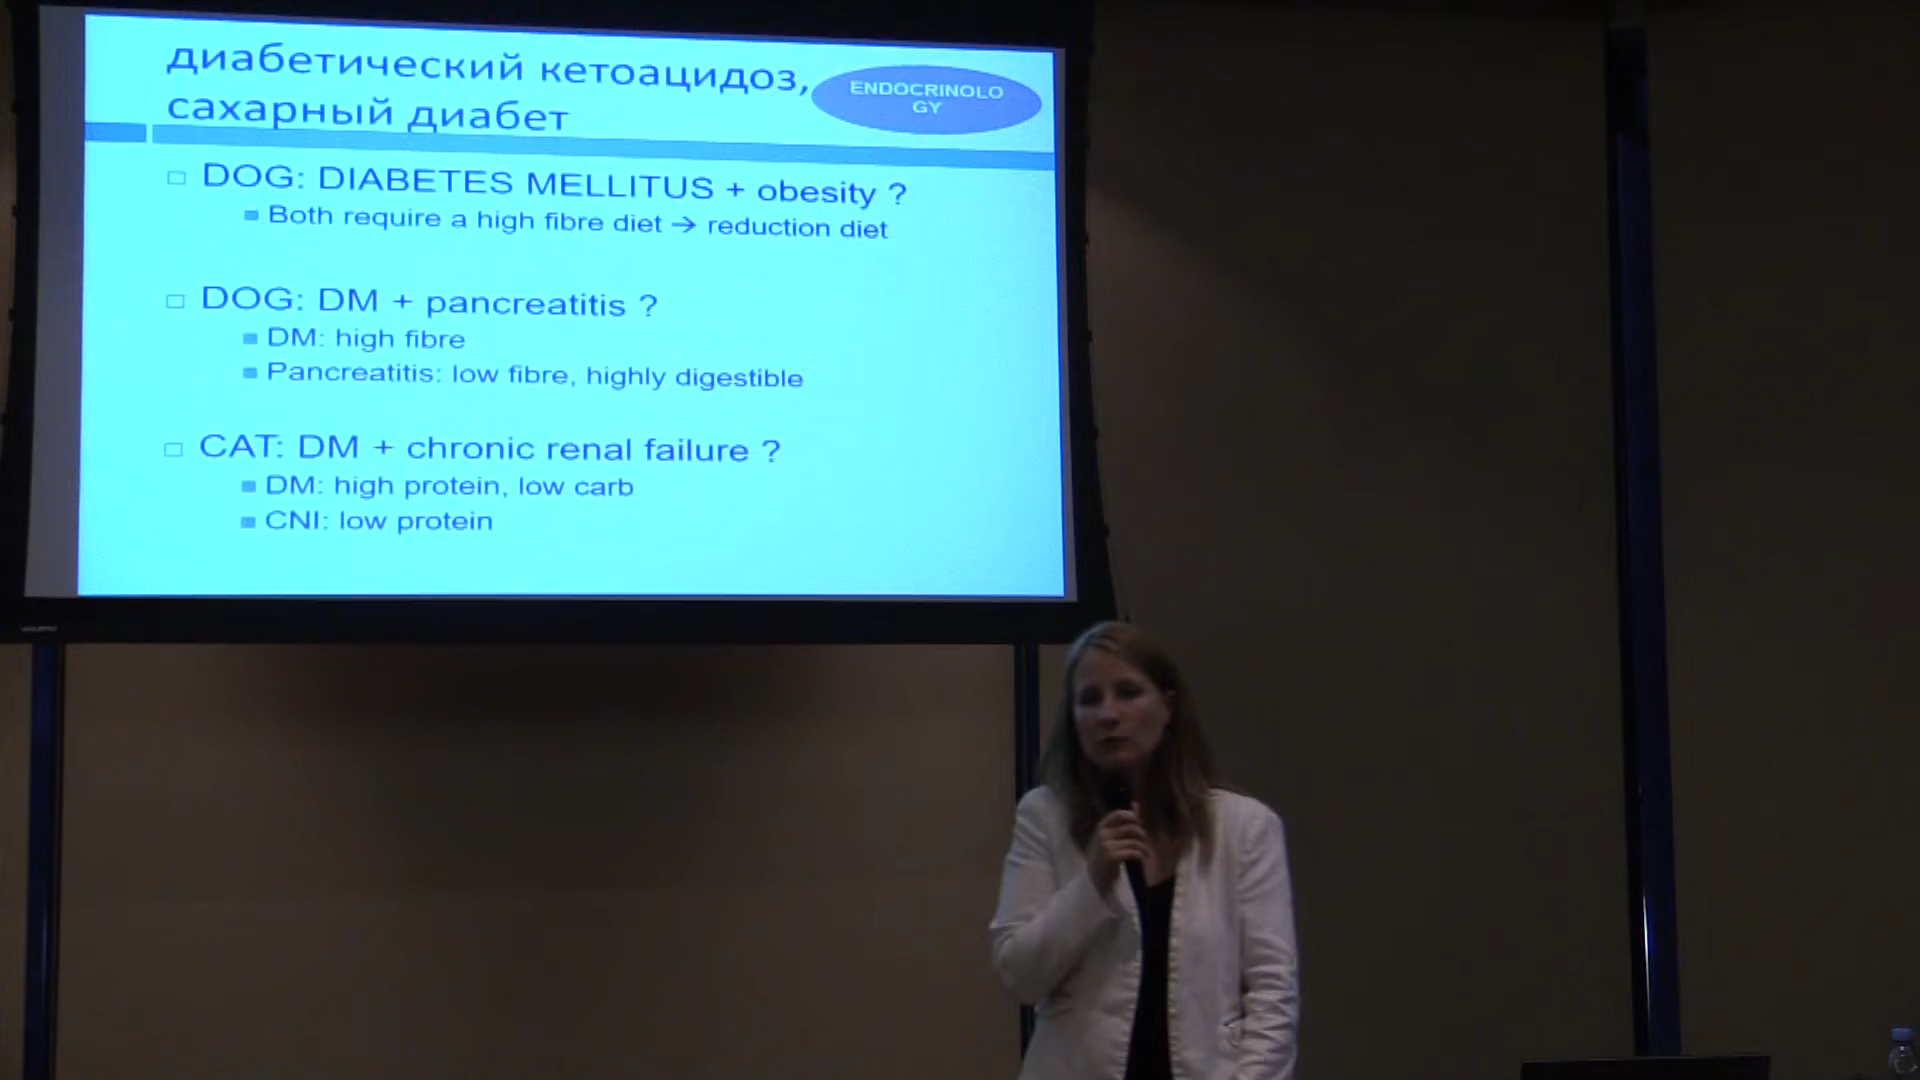 диабетический кетоацидоз,
сахарный диабет
ENDOCRINOLO
GY
DOG: DIABETES MELLITUS + obesity ?
Both require a high fibre diet → reduction diet
DOG: DM + pancreatitis ?
DM: high fibre
Pancreatitis: low fibre, highly digestible
CAT: DM + chronic renal failure ?
DM: high protein, low carb
CNI: low protein